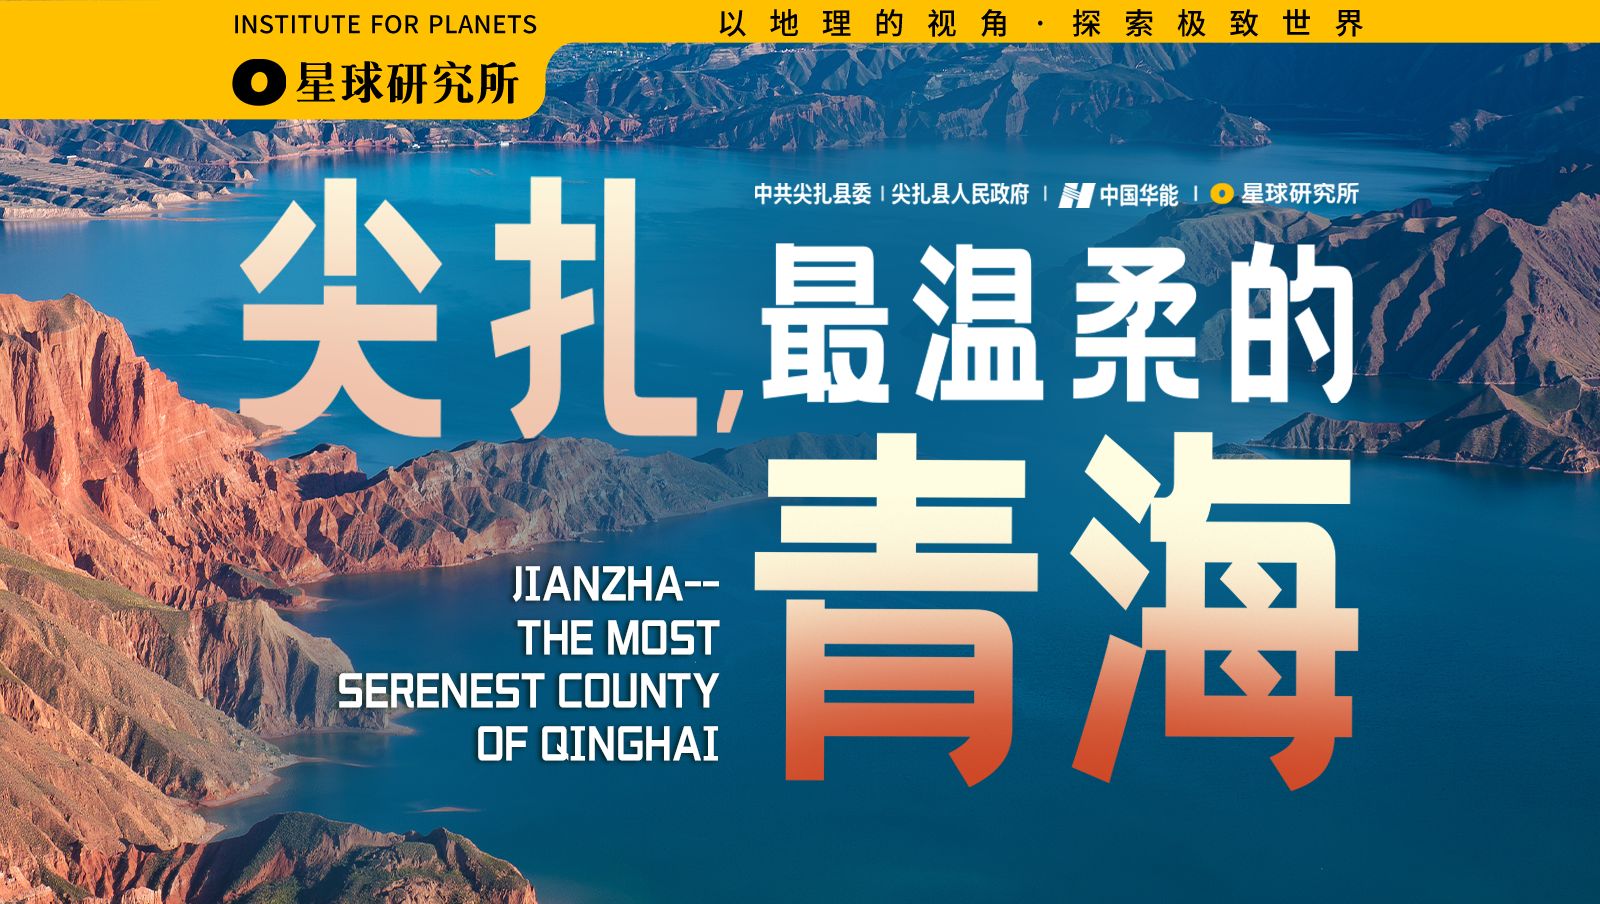 INSTITUTE FOR PLANETS
以地理的视角·探索极致世界
星球研究所
中共尖扎县委 | 尖扎县人民政府 | 中国华能 | 星球研究所
尖扎,
最温柔的
青海
JIANZHA--
THE MOST
SERENEST COUNTY
OF QINGHAI